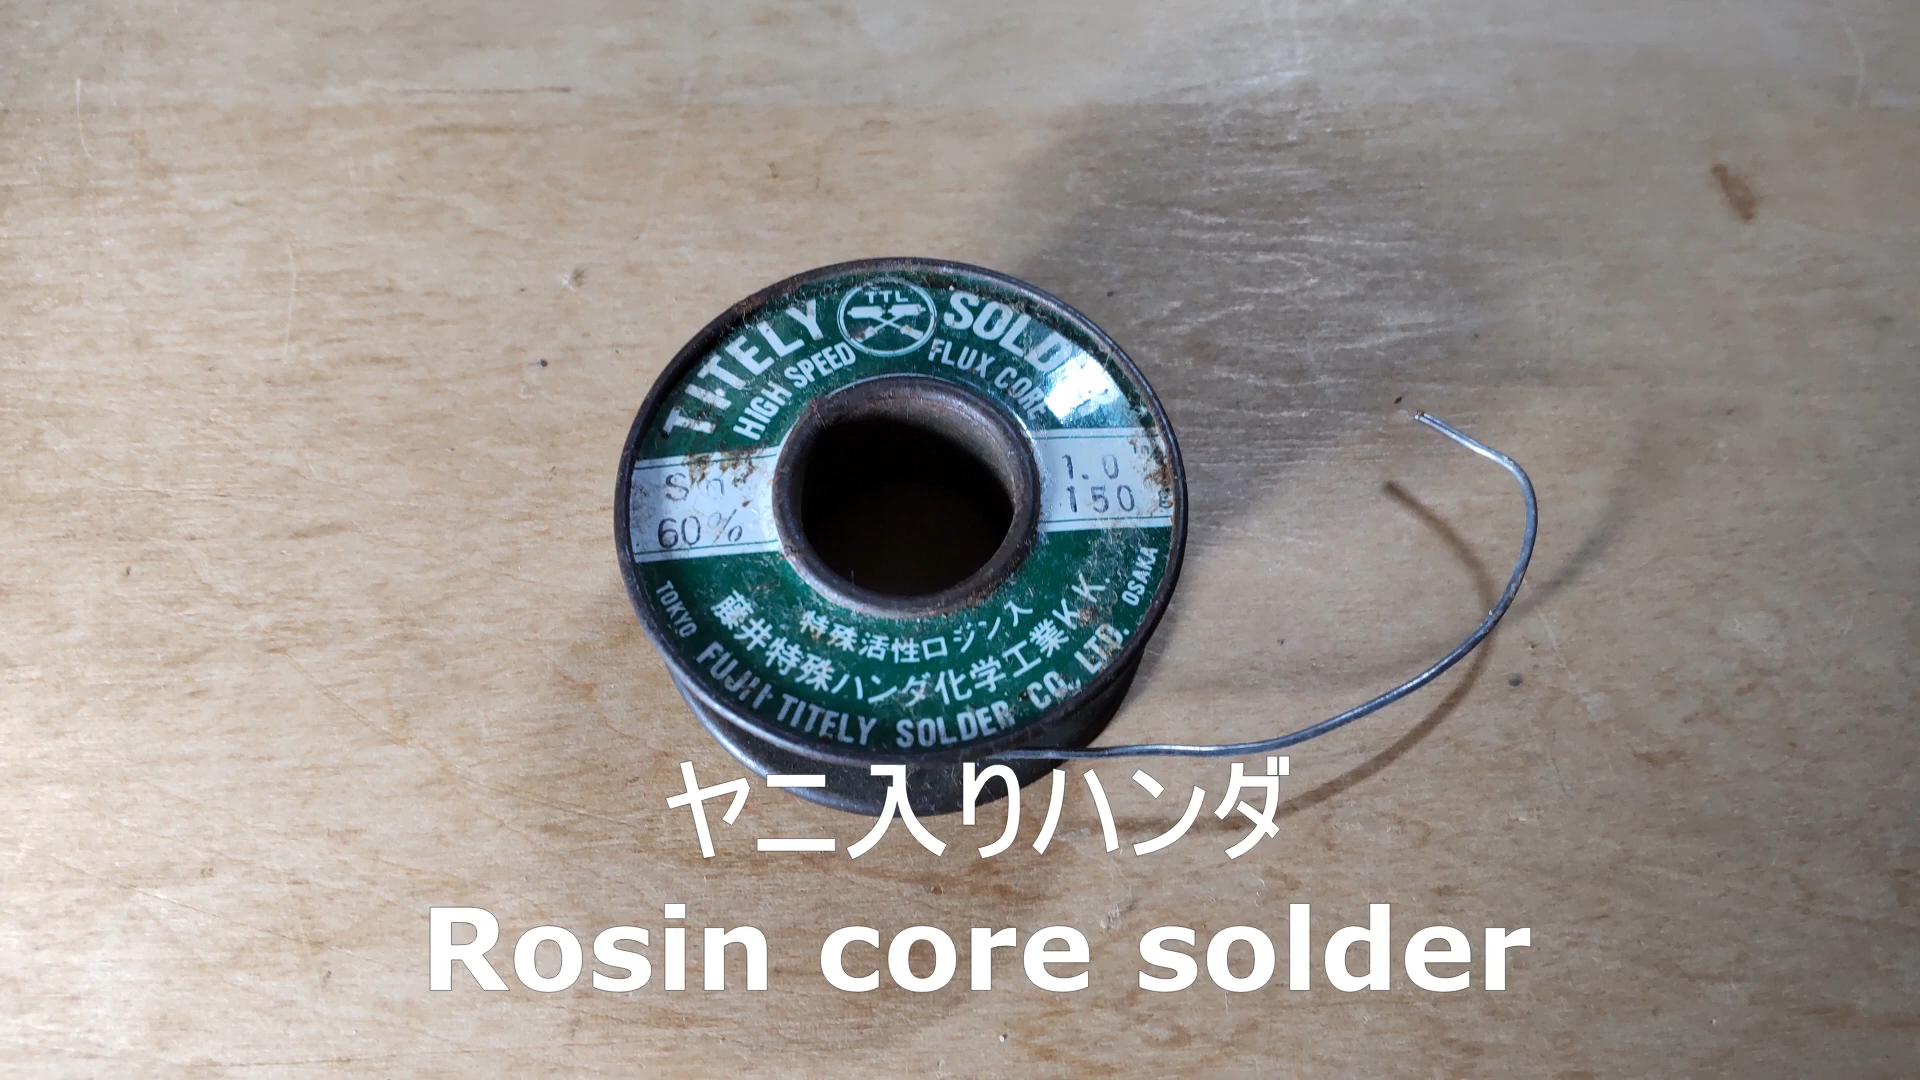 TITELY SOLDER
TTL
HIGH SPEED FLUX CORE
60%
1.0
150 g
特殊活性ロジン入
藤井特殊ハンダ化学工業K.K.
TOKYO FUJII TITELY SOLDER CO., LTD. OSAKA
ヤニ入りハンダ
Rosin core solder